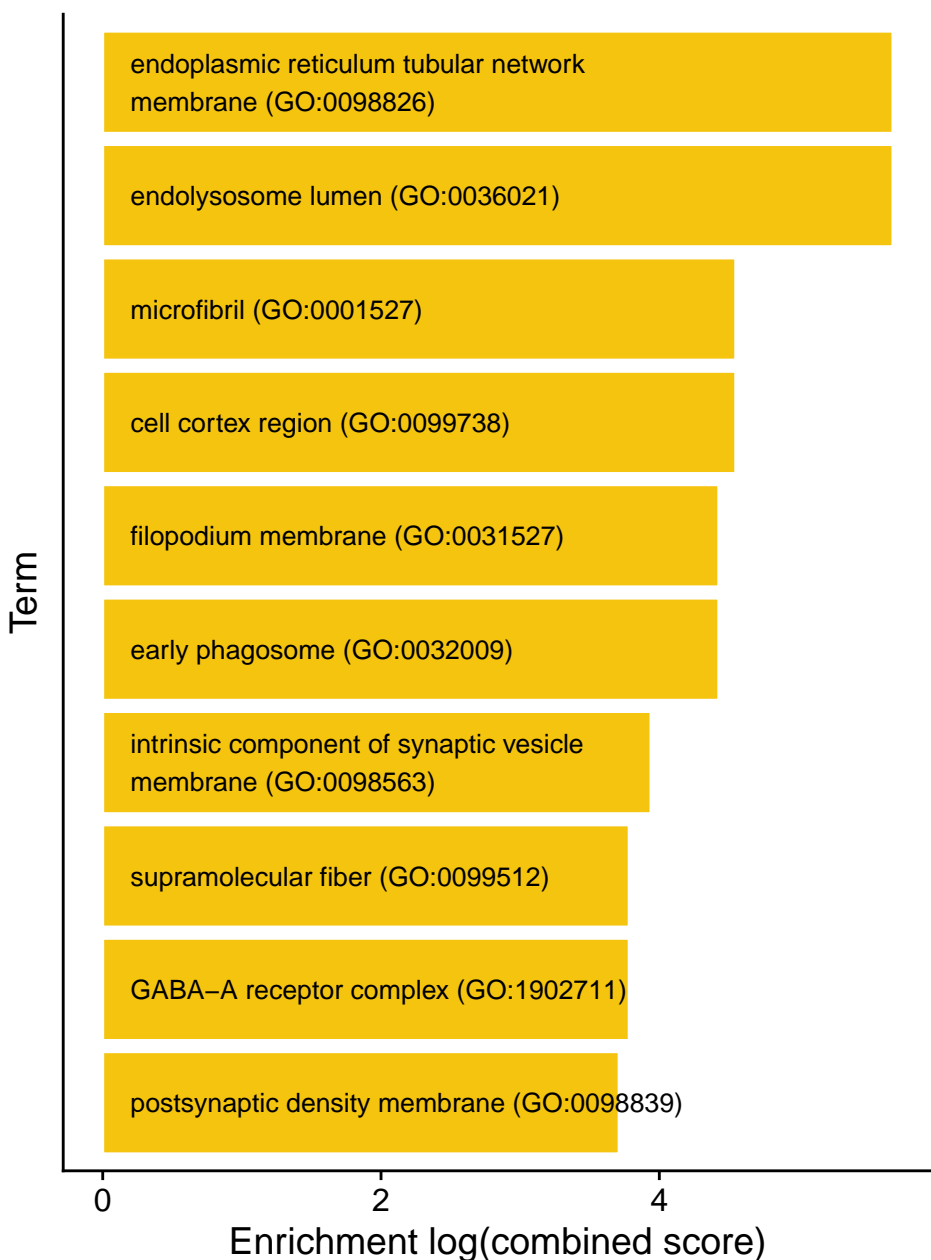 endoplasmic reticulum tubular network
membrane (GO:0098826)
endolysosome lumen (GO:0036021)
microfibril (GO:0001527)
cell cortex region (GO:0099738)
filopodium membrane (GO:0031527)
early phagosome (GO:0032009)
intrinsic component of synaptic vesicle
membrane (GO:0098563)
supramolecular fiber (GO:0099512)
GABA−A receptor complex (GO:1902711)
postsynaptic density membrane (GO:0098839)
Term
0 2 4
Enrichment log(combined score)